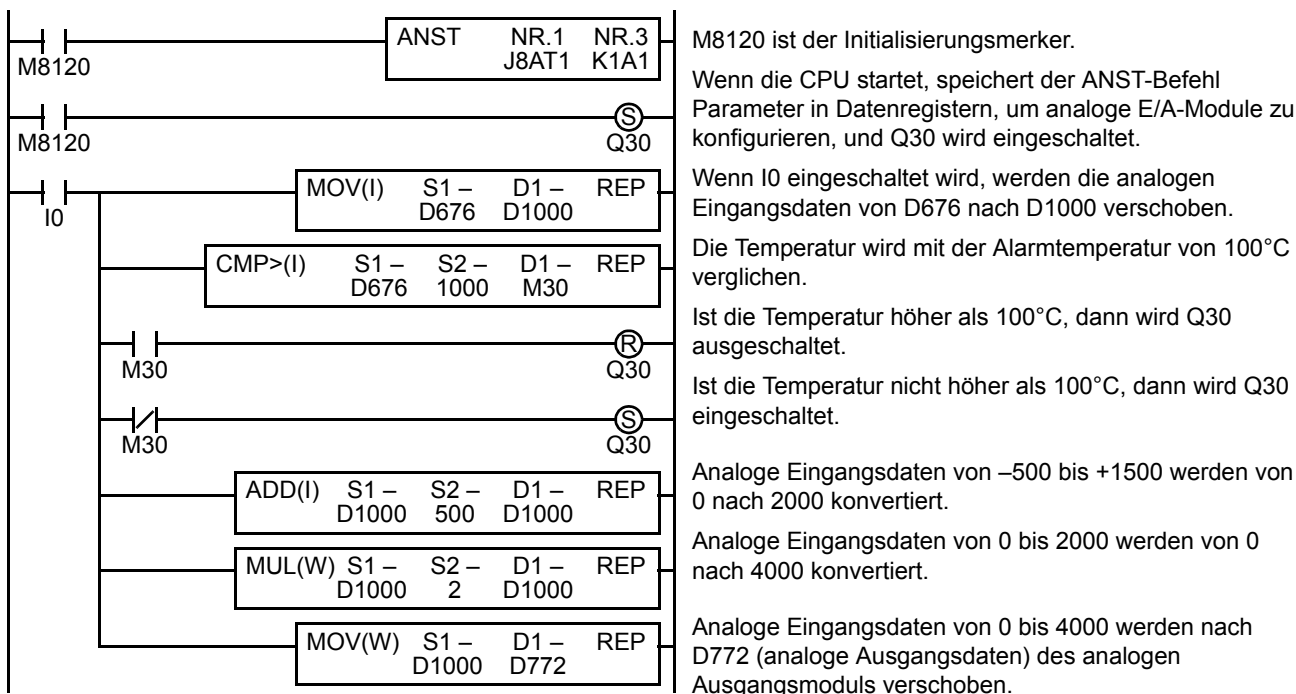 ANST NR.1 NR.3
J8AT1 K1A1
M8120
M8120
S
Q30
I0
MOV(I) S1 – D1 – REP
D676 D1000
CMP>(I) S1 – S2 – D1 – REP
D676 1000 M30
M30
R
Q30
M30
S
Q30
ADD(I) S1 – S2 – D1 – REP
D1000 500 D1000
MUL(W) S1 – S2 – D1 – REP
D1000 2 D1000
MOV(W) S1 – D1 – REP
D1000 D772
M8120 ist der Initialisierungsmerker.
Wenn die CPU startet, speichert der ANST-Befehl
Parameter in Datenregistern, um analoge E/A-Module zu
konfigurieren, und Q30 wird eingeschaltet.
Wenn I0 eingeschaltet wird, werden die analogen
Eingangsdaten von D676 nach D1000 verschoben.
Die Temperatur wird mit der Alarmtemperatur von 100°C
verglichen.
Ist die Temperatur höher als 100°C, dann wird Q30
ausgeschaltet.
Ist die Temperatur nicht höher als 100°C, dann wird Q30
eingeschaltet.
Analoge Eingangsdaten von –500 bis +1500 werden von
0 nach 2000 konvertiert.
Analoge Eingangsdaten von 0 bis 2000 werden von 0
nach 4000 konvertiert.
Analoge Eingangsdaten von 0 bis 4000 werden nach
D772 (analoge Ausgangsdaten) des analogen
Ausgangsmoduls verschoben.